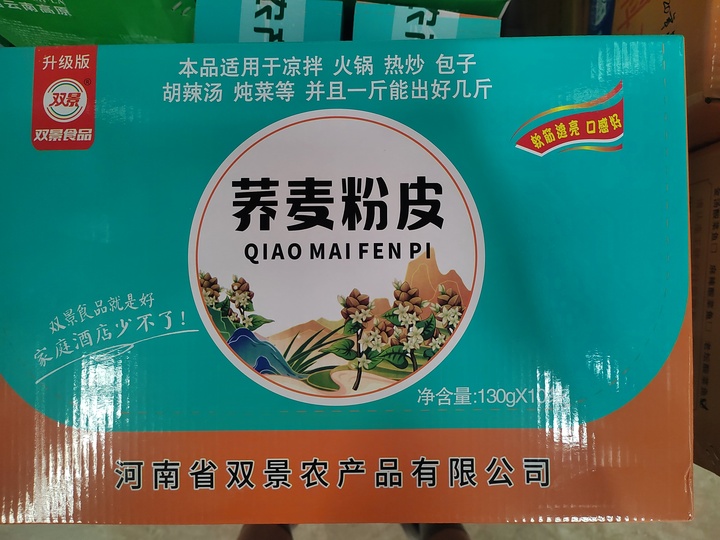 云南高原
升级版
双景
®
双景食品
本品适用于凉拌 火锅 热炒 包子
胡辣汤 炖菜等 并且一斤能出好几斤
软筋透亮 口感好
荞麦粉皮
QIAO MAI FEN PI
双景食品就是好
家庭酒店少不了!
净含量:130gX10
河南省双景农产品有限公司